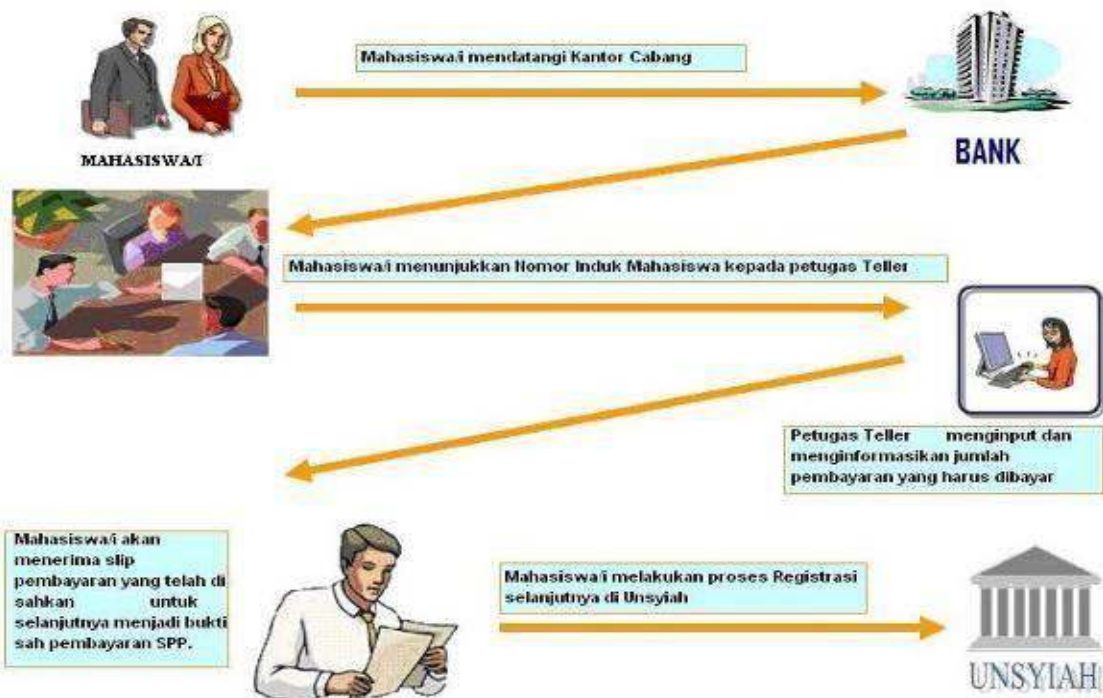 Mahasiswa/i mendatangi Kantor Cabang
MAHASISWA/I
BANK
Mahasiswa/i menunjukkan Nomor Induk Mahasiswa kepada petugas Teller
Petugas Teller menginput dan
menginformasikan jumlah
pembayaran yang harus dibayar
Mahasiswa/i akan
menerima slip
pembayaran yang telah di
sahkan untuk
selanjutnya menjadi bukti
sah pembayaran SPP.
Mahasiswa/i melakukan proses Registrasi
selanjutnya di Unsyiah
UNSYIAH